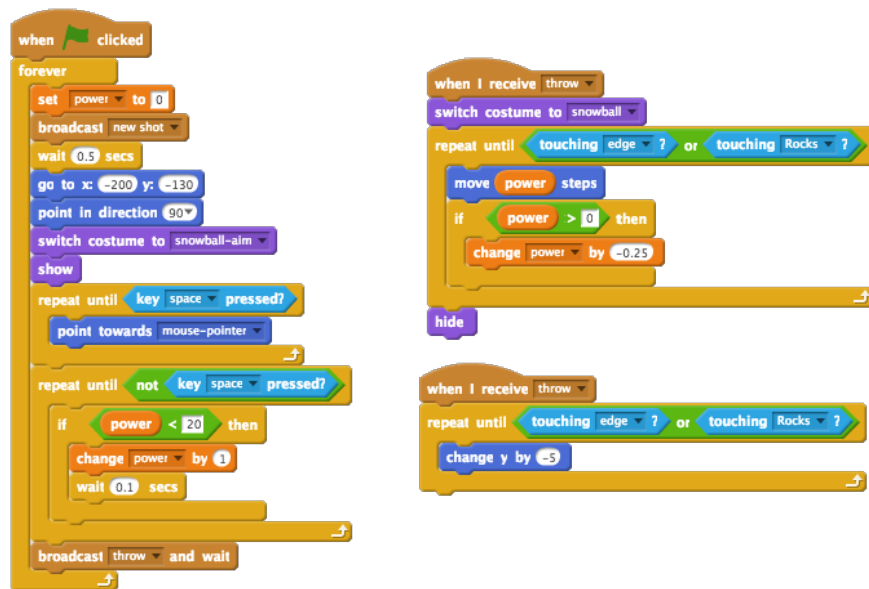 when clicked
forever
set power to 0
broadcast new shot
wait 0.5 secs
go to x: -200 y: -130
point in direction 90
switch costume to snowball-aim
show
repeat until key space pressed?
point towards mouse-pointer
repeat until not key space pressed?
if power < 20 then
change power by 1
wait 0.1 secs
broadcast throw and wait
when I receive throw
switch costume to snowball
repeat until touching edge ? or touching Rocks ?
move power steps
if power > 0 then
change power by -0.25
hide
when I receive throw
repeat until touching edge ? or touching Rocks ?
change y by -5